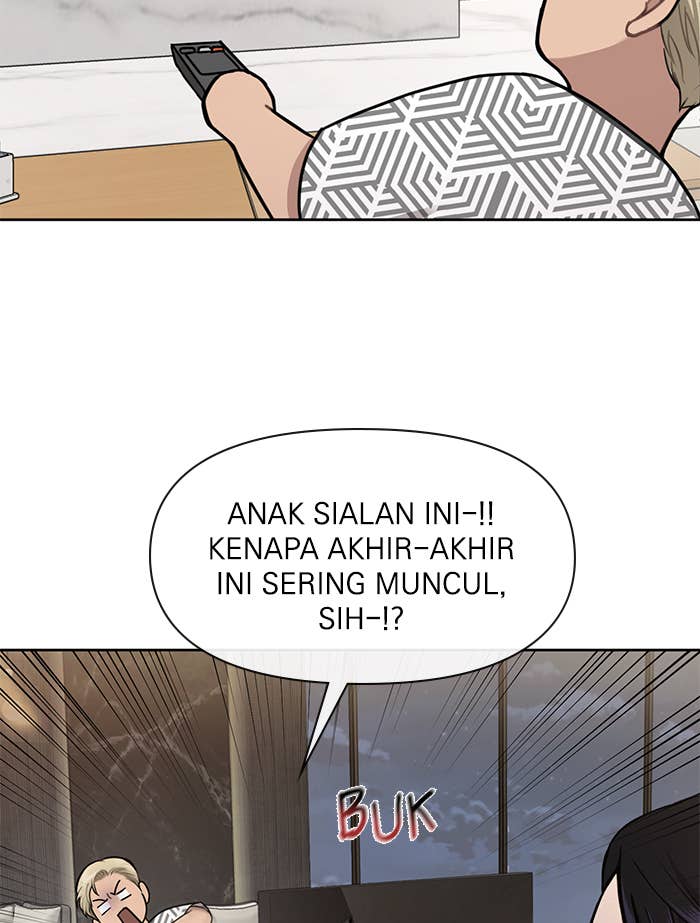 ANAK SIALAN INI-!!
KENAPA AKHIR-AKHIR
INI SERING MUNCUL,
SIH-!?
BUK